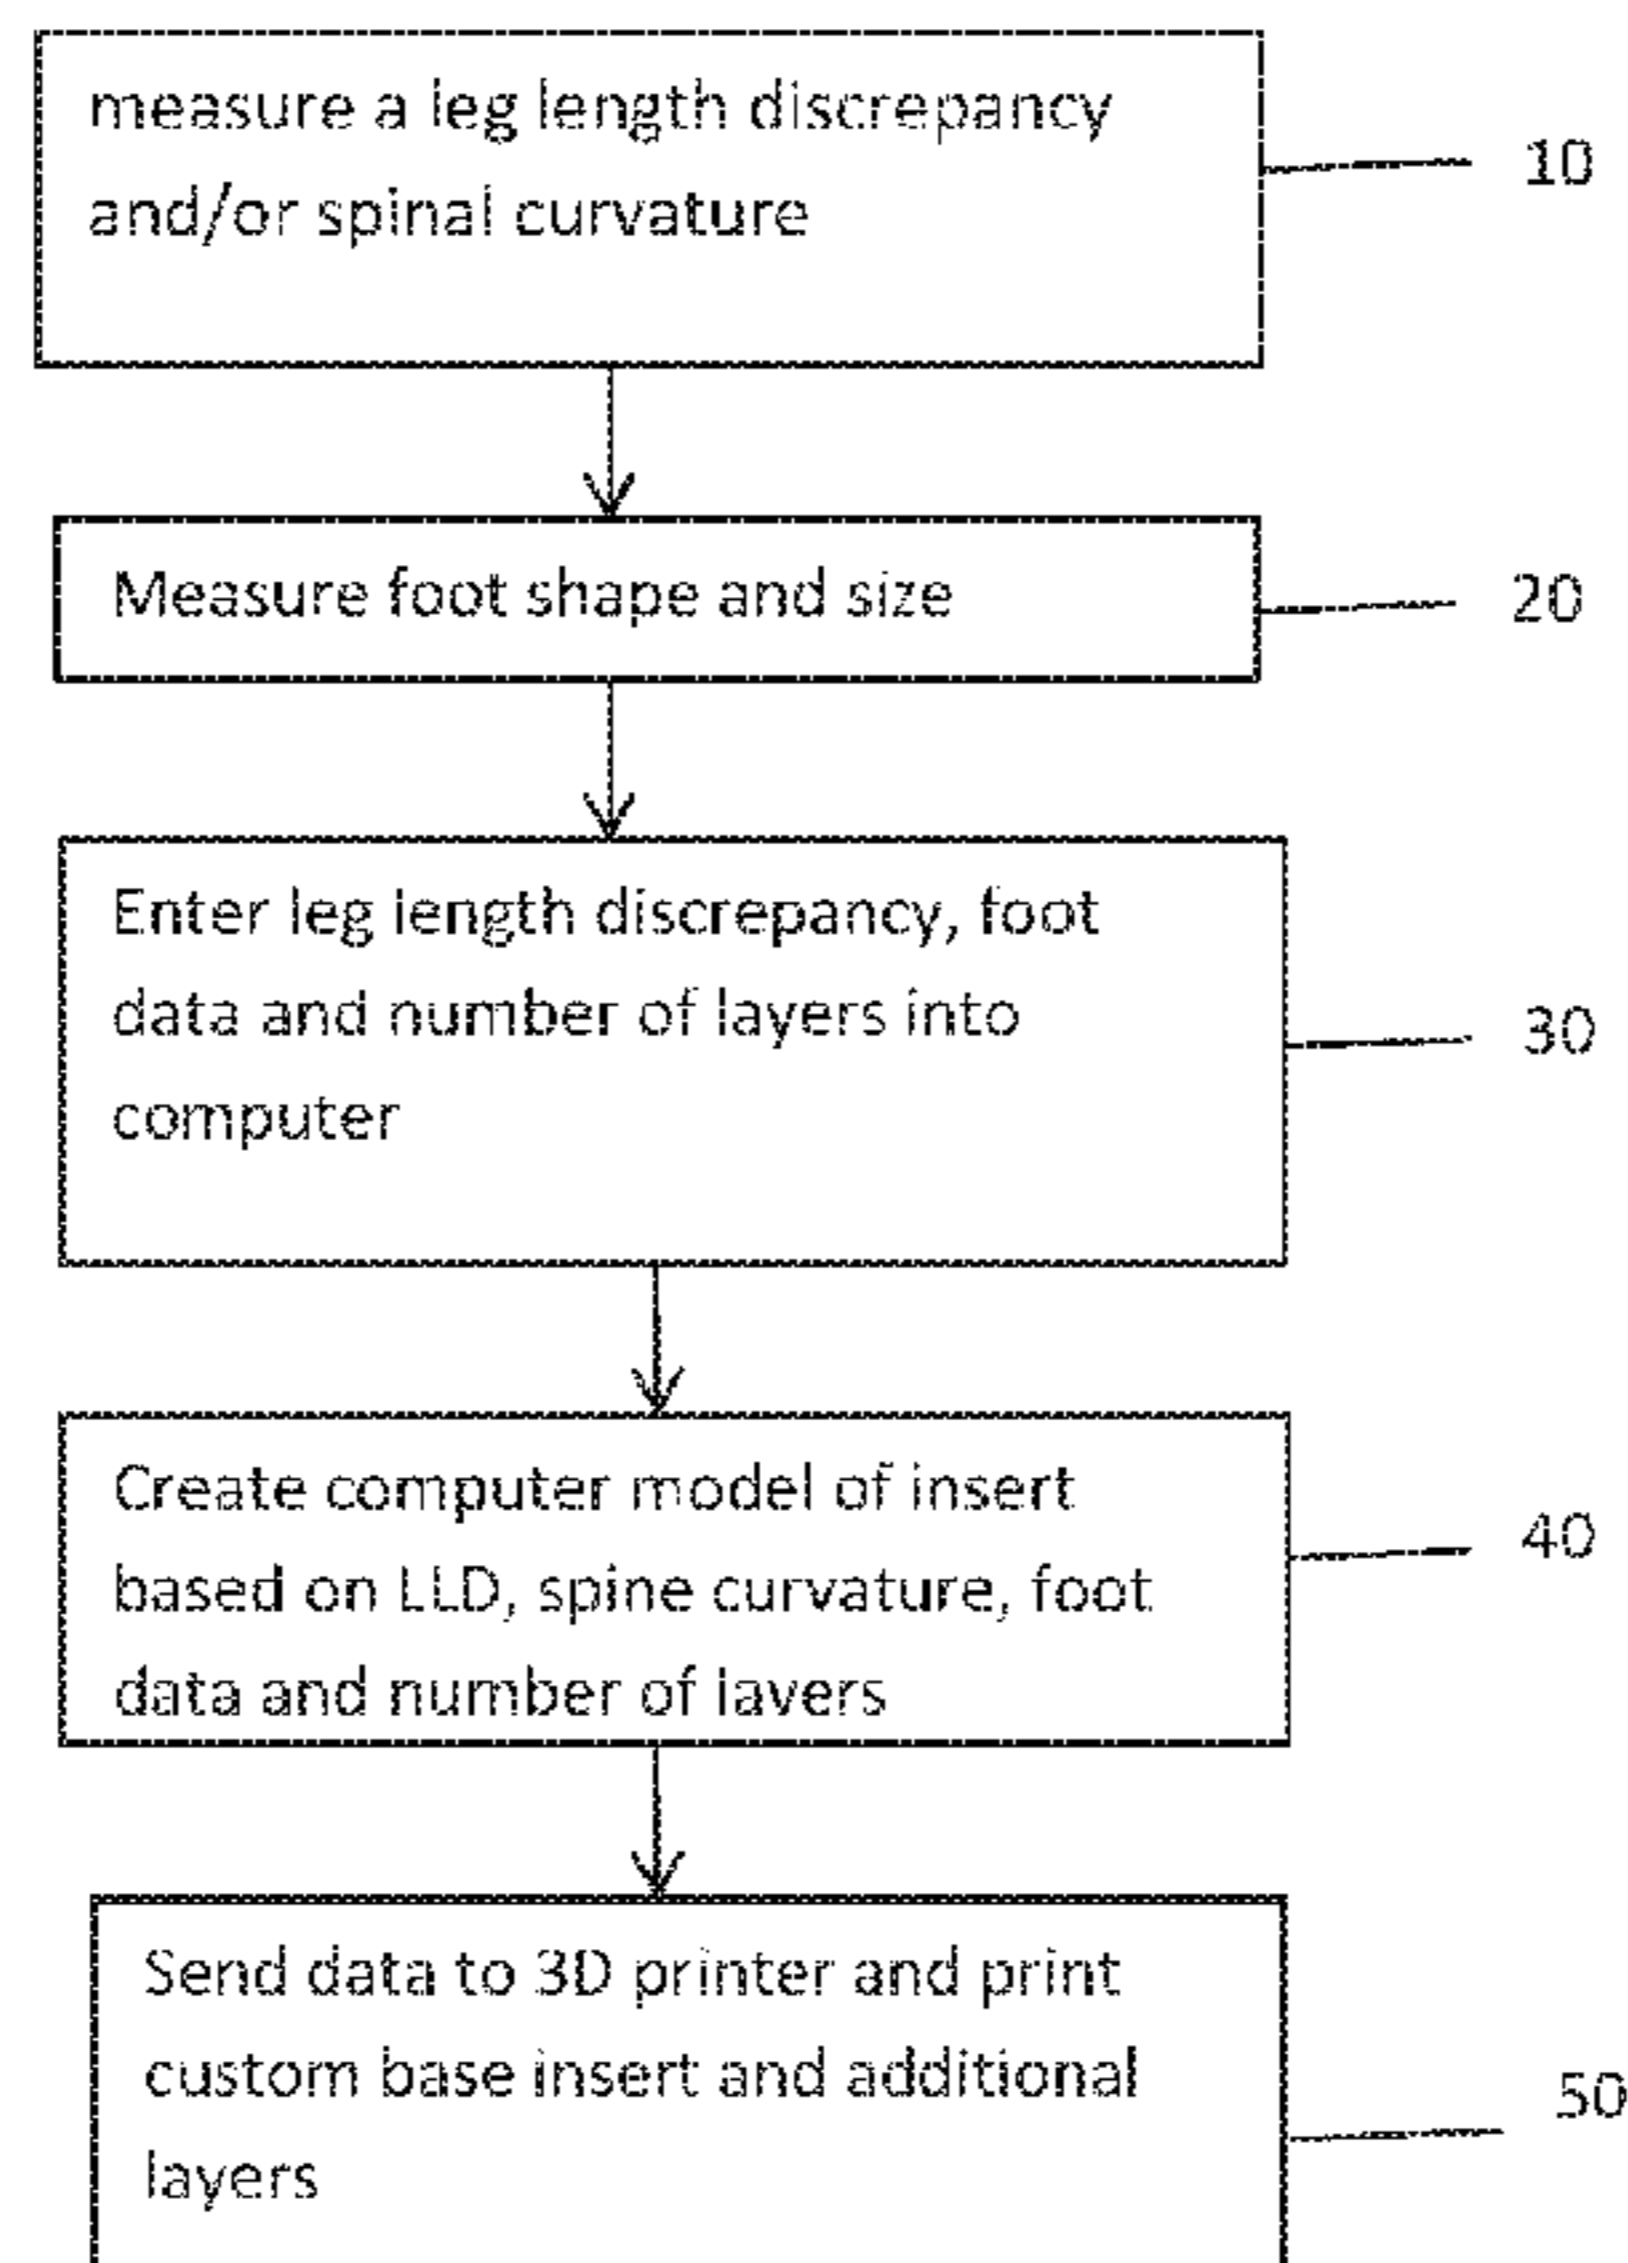 measure a leg length discrepancy
and/or spinal curvature
10
Measure foot shape and size
20
Enter leg length discrepancy, foot
data and number of layers into
computer
30
Create computer model of insert
based on LLD, spine curvature, foot
data and number of layers
40
Send data to 3D printer and print
custom base insert and additional
layers
50